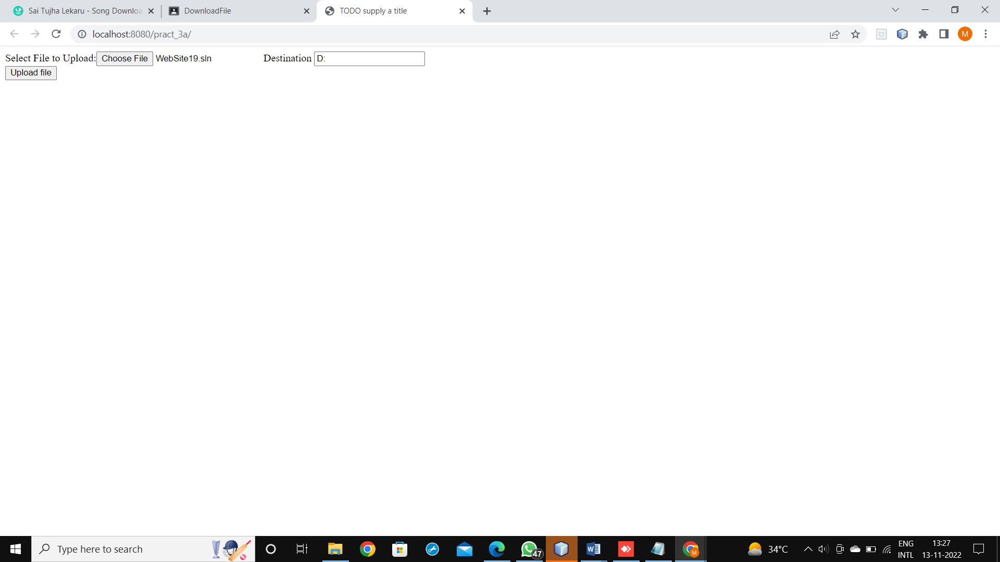 Sai Tujha Lekaru - Song Downloa
DownloadFile
TODO supply a title
localhost:8080/pract_3a/
M
Select File to Upload: Choose File WebSite19.sln Destination D:
Upload file
Type here to search
47
M
34°C
ENG
INTL
13:27
13-11-2022